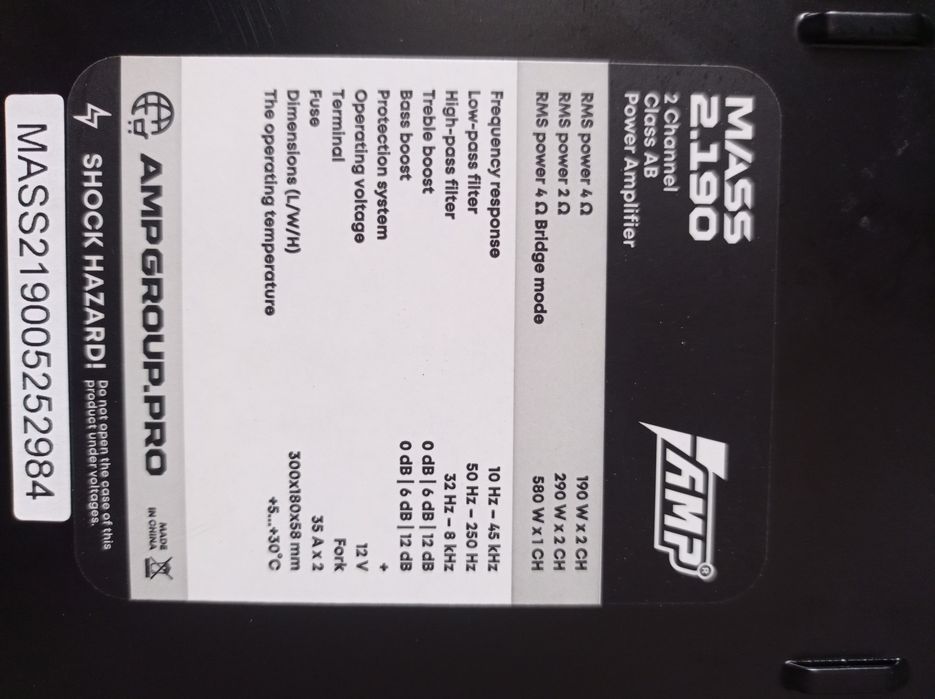 MASS
2.190
2 Channel
Class AB
Power Amplifier
AMP®
RMS power 4 Ω 190 W x 2 CH
RMS power 2 Ω 290 W x 2 CH
RMS power 4 Ω Bridge mode 580 W x 1 CH
Frequency response 10 Hz – 45 kHz
Low-pass filter 50 Hz – 250 Hz
High-pass filter 32 Hz – 8 kHz
Treble boost 0 dB | 6 dB | 12 dB
Bass boost 0 dB | 6 dB | 12 dB
Protection system +
Operating voltage 12 V
Terminal Fork
Fuse 35 A x 2
Dimensions (L/W/H) 300x180x58 mm
The operating temperature +5...+30°C
AMPGROUP.PRO
MADE
IN CHINA
SHOCK HAZARD!
Do not open the case of this
product under voltages.
MASS219005252984